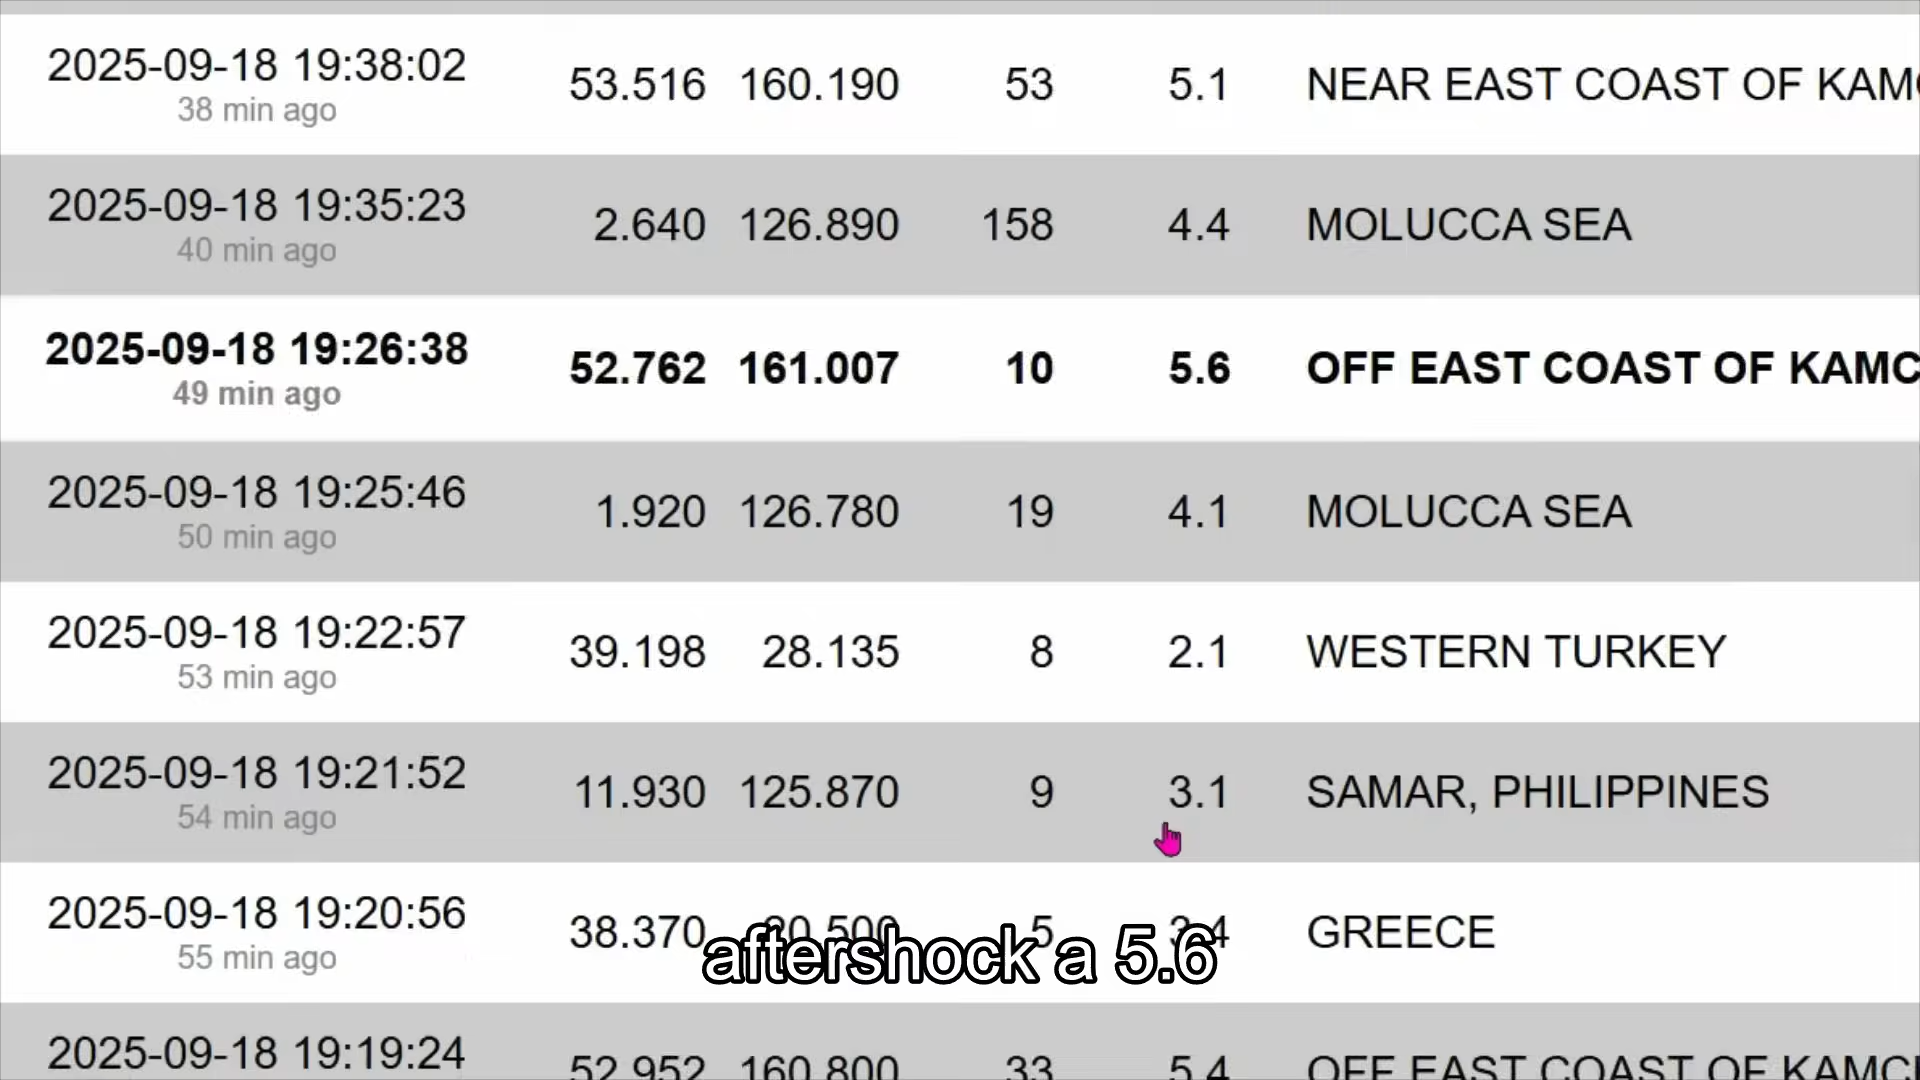 2025-09-18 19:38:02 53.516 160.190 53 5.1 NEAR EAST COAST OF
38 min ago
2025-09-18 19:35:23 2.640 126.890 158 4.4 MOLUCCA SEA
40 min ago
2025-09-18 19:26:38 52.762 161.007 10 5.6 OFF EAST COAST OF
49 min ago
2025-09-18 19:25:46 1.920 126.780 19 4.1 MOLUCCA SEA
50 min ago
2025-09-18 19:22:57 39.198 28.135 8 2.1 WESTERN TURKEY
53 min ago
2025-09-18 19:21:52 11.930 125.870 9 3.1 SAMAR, PHILIPPINES
54 min ago
2025-09-18 19:20:56 38.370 20.500 5 3.4 GREECE
55 min ago
aftershock a 5.6
2025-09-18 19:19:24 52.952 160.800 33 5.4 OFF EAST COAST OF